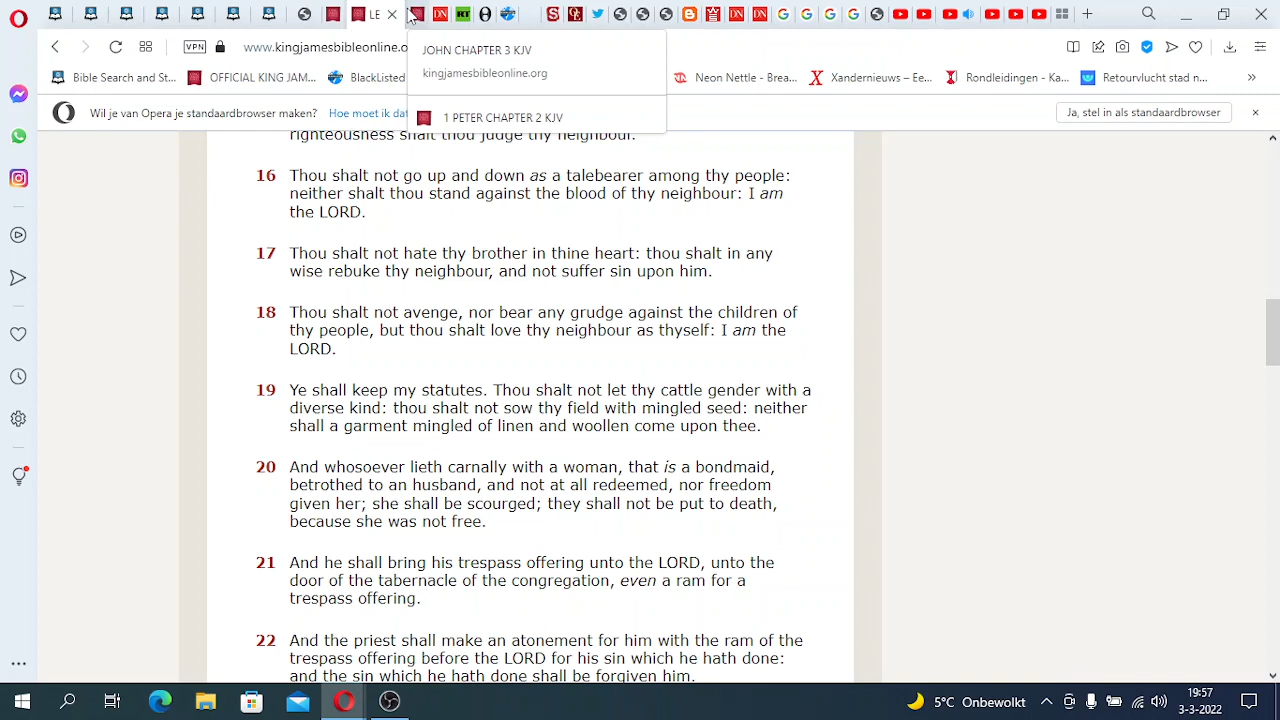 LE
JOHN CHAPTER 3 KJV
VPN
www.kingjamesbibleonline.o
kingjamesbibleonline.org
Bible Search and St...
OFFICIAL KING JAM...
BlackListed
Neon Nettle - Brea...
Xandernieuws – Ee...
Rondleidingen - Ka...
Retourvlucht stad n...
Wil je van Opera je standaardbrowser maken?
Hoe moet ik dat
1 PETER CHAPTER 2 KJV
Ja, stel in als standaardbrowser
righteousness shalt thou judge thy neighbour.
16 Thou shalt not go up and down as a talebearer among thy people:
neither shalt thou stand against the blood of thy neighbour: I am
the LORD.
17 Thou shalt not hate thy brother in thine heart: thou shalt in any
wise rebuke thy neighbour, and not suffer sin upon him.
18 Thou shalt not avenge, nor bear any grudge against the children of
thy people, but thou shalt love thy neighbour as thyself: I am the
LORD.
19 Ye shall keep my statutes. Thou shalt not let thy cattle gender with a
diverse kind: thou shalt not sow thy field with mingled seed: neither
shall a garment mingled of linen and woollen come upon thee.
20 And whosoever lieth carnally with a woman, that is a bondmaid,
betrothed to an husband, and not at all redeemed, nor freedom
given her; she shall be scourged; they shall not be put to death,
because she was not free.
21 And he shall bring his trespass offering unto the LORD, unto the
door of the tabernacle of the congregation, even a ram for a
trespass offering.
22 And the priest shall make an atonement for him with the ram of the
trespass offering before the LORD for his sin which he hath done:
and the sin which he hath done shall be forgiven him.
5°C Onbewolkt
19:57
3-3-2022